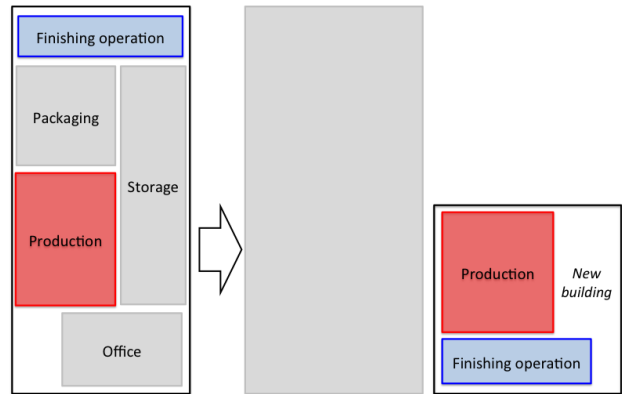 Finishing operation
Packaging
Storage
Production
Office
Production
New
building
Finishing operation